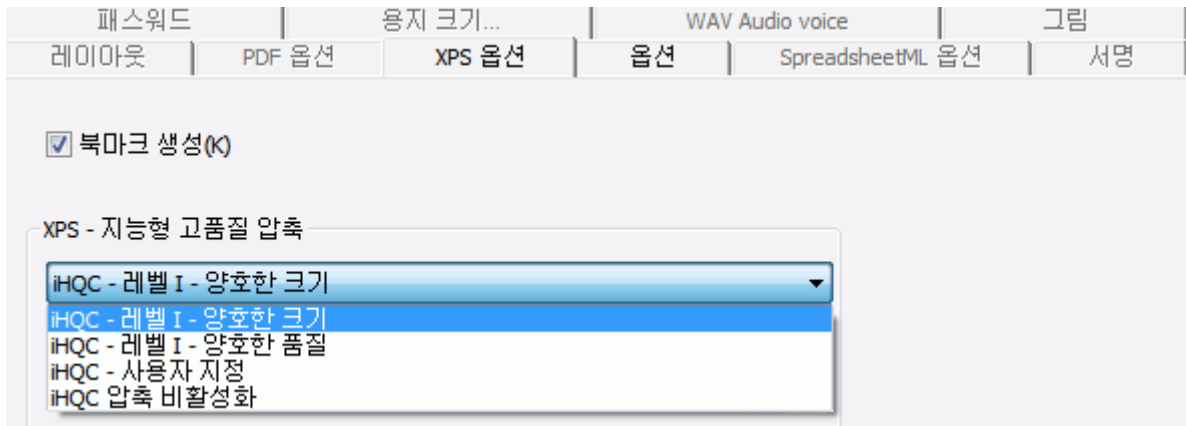 패스워드 용지 크기... WAV Audio voice 그림
레이아웃 PDF 옵션 XPS 옵션 옵션 SpreadsheetML 옵션 서명
북마크 생성(K)
XPS - 지능형 고품질 압축
iHQC - 레벨 I - 양호한 크기
iHQC - 레벨 I - 양호한 크기
iHQC - 레벨 I - 양호한 품질
iHQC - 사용자 지정
iHQC 압축 비활성화